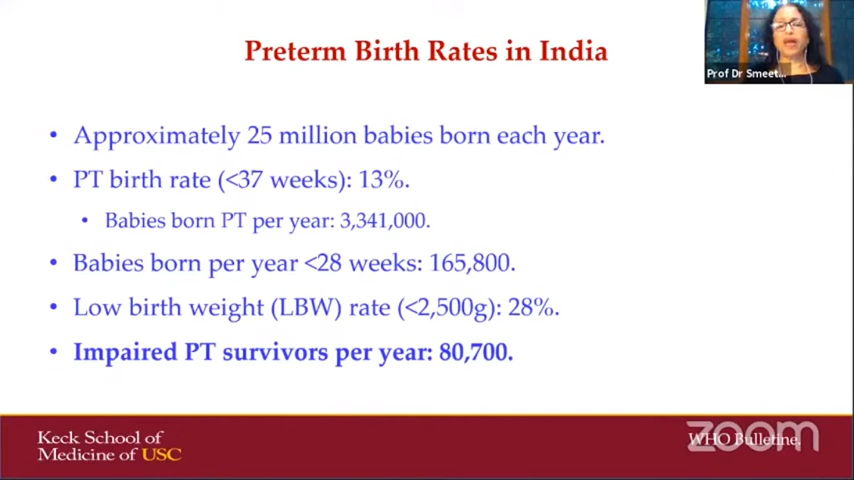 Preterm Birth Rates in India
Prof Dr Smeet...
• Approximately 25 million babies born each year.
• PT birth rate (<37 weeks): 13%.
• Babies born PT per year: 3,341,000.
• Babies born per year <28 weeks: 165,800.
• Low birth weight (LBW) rate (<2,500g): 28%.
• Impaired PT survivors per year: 80,700.
Keck School of
Medicine of USC
WHO Bulletine.
zoom